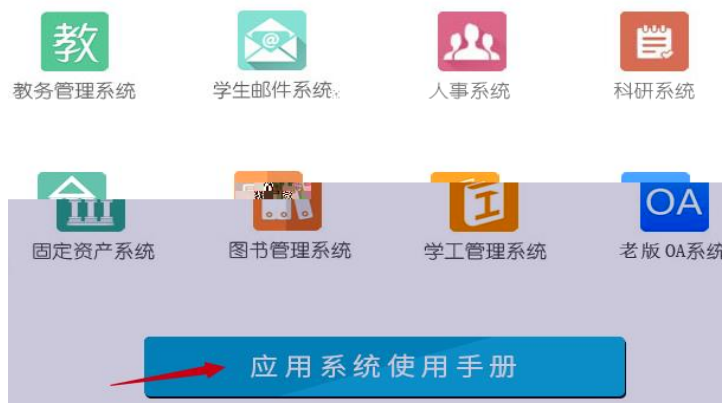 教
教务管理系统 学生邮件系统 人事系统 科研系统
OA
固定资产系统 图书管理系统 学工管理系统 老版OA系统
应用系统使用手册